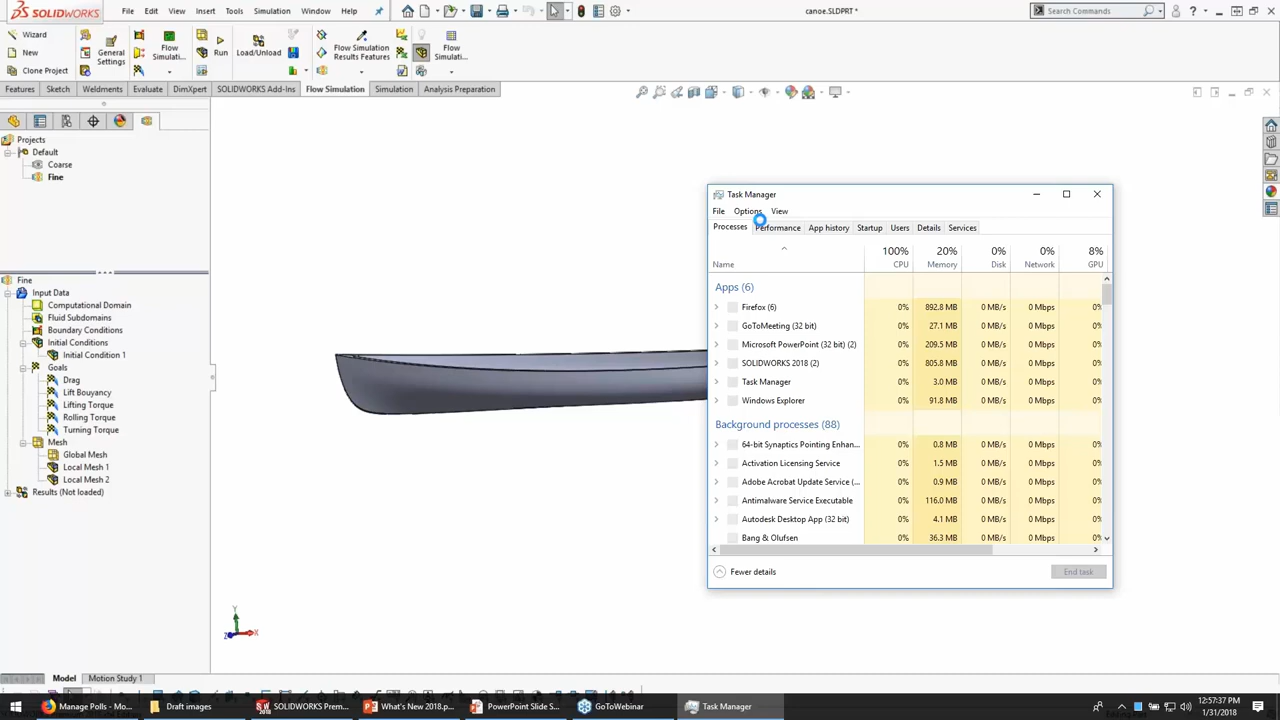 SOLIDWORKS File Edit View Insert Tools Simulation Window Help canoe.SLDPRT * Search Commands
Wizard
New
Clone Project
General Settings
Flow Simulati...
Run
Load/Unload
Flow Simulation Results Features
Flow Simulati...
Features Sketch Weldments Evaluate DimXpert SOLIDWORKS Add-Ins Flow Simulation Simulation Analysis Preparation
Projects
Default
Coarse
Fine
Fine
Input Data
Computational Domain
Fluid Subdomains
Boundary Conditions
Initial Conditions
Initial Condition 1
Goals
Drag
Lift Bouyancy
Lifting Torque
Rolling Torque
Turning Torque
Mesh
Global Mesh
Local Mesh 1
Local Mesh 2
Results (Not loaded)
Task Manager
File Options View
Processes Performance App history Startup Users Details Services
100% 20% 0% 0% 8%
Name CPU Memory Disk Network GPU
Apps (6)
Firefox (6) 0% 892.8 MB 0 MB/s 0 Mbps 0%
GoToMeeting (32 bit) 0% 27.1 MB 0 MB/s 0 Mbps 0%
Microsoft PowerPoint (32 bit) (2) 0% 209.5 MB 0 MB/s 0 Mbps 0%
SOLIDWORKS 2018 (2) 0% 805.8 MB 0 MB/s 0 Mbps 0%
Task Manager 0% 3.0 MB 0 MB/s 0 Mbps 0%
Windows Explorer 0% 91.8 MB 0 MB/s 0 Mbps 0%
Background processes (88)
64-bit Synaptics Pointing Enhan... 0% 0.8 MB 0 MB/s 0 Mbps 0%
Activation Licensing Service 0% 1.5 MB 0 MB/s 0 Mbps 0%
Adobe Acrobat Update Service (... 0% 0.9 MB 0 MB/s 0 Mbps 0%
Antimalware Service Executable 0% 116.0 MB 0 MB/s 0 Mbps 0%
Autodesk Desktop App (32 bit) 0% 4.1 MB 0 MB/s 0 Mbps 0%
Bang & Olufsen 0% 36.3 MB 0 MB/s 0 Mbps 0%
Fewer details End task
Y
Z X
Model Motion Study 1
Manage Polls - Mo... Draft images SOLIDWORKS Prem... What's New 2018.p... PowerPoint Slide S... GoToWebinar Task Manager
12:57:37 PM
1/31/2018